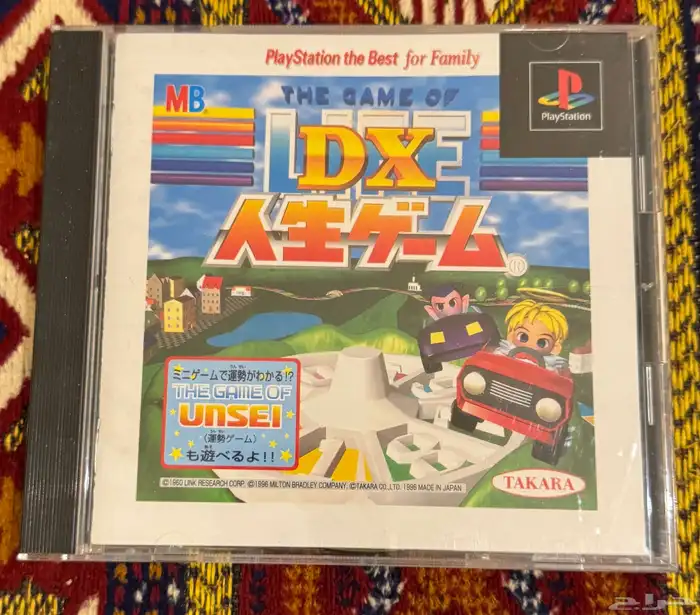 PlayStation the Best for Family
PlayStation
MB
THE GAME OF
LIFE
DX
人生ゲーム®
ミニゲームで運勢がわかる!?
THE GAME OF
UNSEI
(運勢ゲーム)
も遊べるよ!!
©1960 LINK RESEARCH CORP. ©1996 MILTON BRADLEY COMPANY, ©TAKARA CO.,LTD. 1996 MADE IN JAPAN
TAKARA
حراج